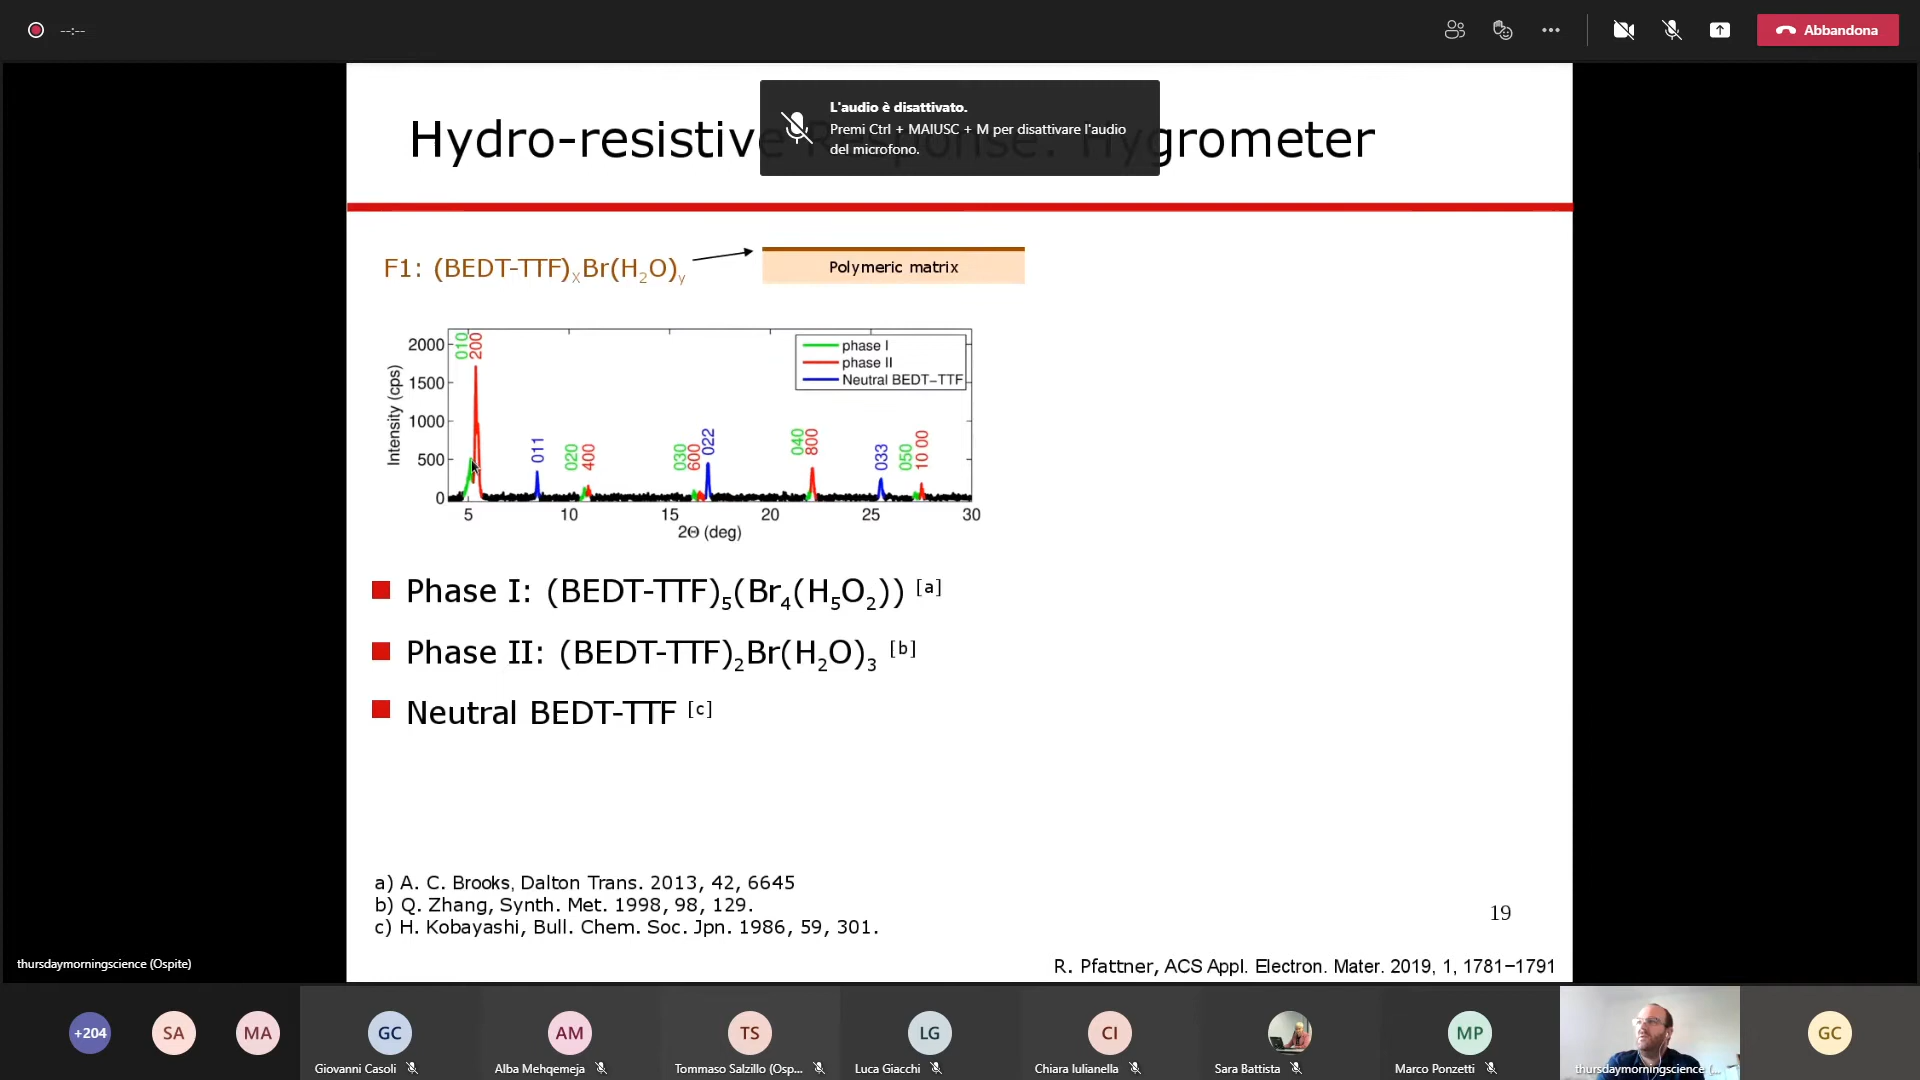 --:--
Abbandona
L'audio è disattivato.
Premi Ctrl + MAIUSC + M per disattivare l'audio
del microfono.
Hydro-resistive Response: Hygrometer
F1: (BEDT-TTF)XBr(H2O)y
Polymeric matrix
2000
1500
1000
500
0
Intensity (cps)
010
200
011
020
400
030
600
022
040
800
033
050
10 00
phase I
phase II
Neutral BEDT-TTF
5
10
15
20
25
30
2Θ (deg)
Phase I: (BEDT-TTF)5(Br4(H5O2)) [a]
Phase II: (BEDT-TTF)2Br(H2O)3 [b]
Neutral BEDT-TTF [c]
a) A. C. Brooks, Dalton Trans. 2013, 42, 6645
b) Q. Zhang, Synth. Met. 1998, 98, 129.
c) H. Kobayashi, Bull. Chem. Soc. Jpn. 1986, 59, 301.
19
R. Pfattner, ACS Appl. Electron. Mater. 2019, 1, 1781−1791
thursdaymorningscience (Ospite)
+204
SA
MA
GC
Giovanni Casoli
AM
Alba Mehqemeja
TS
Tommaso Salzillo (Osp...
LG
Luca Giacchi
CI
Chiara Iulianella
Sara Battista
MP
Marco Ponzetti
thursdaymorningscience (...
GC